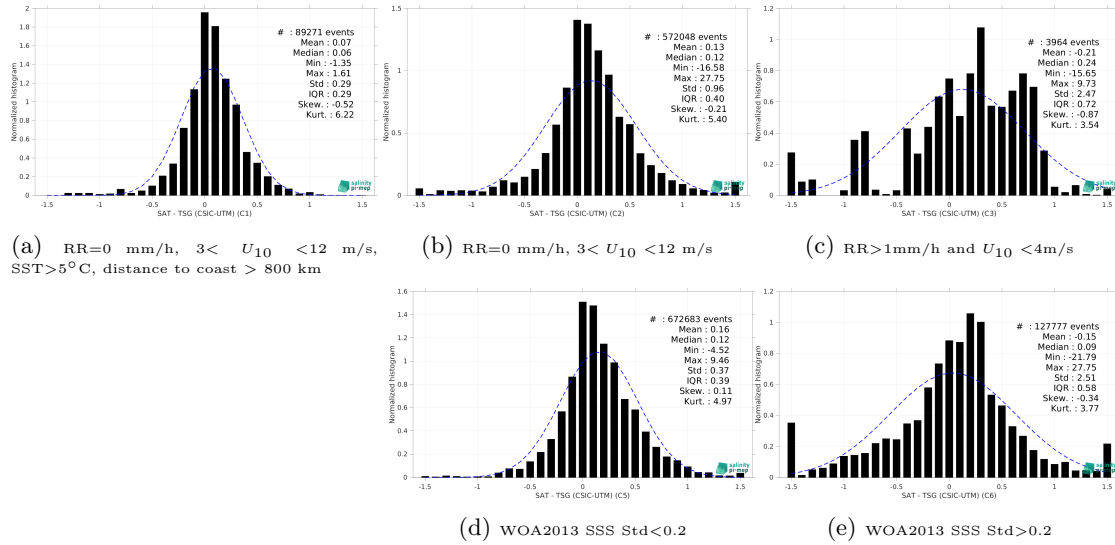 # : 89271 events
Mean : 0.07
Median : 0.06
Min : -1.35
Max : 1.61
Std : 0.29
IQR : 0.29
Skew. : -0.52
Kurt. : 6.22
Normalized histogram
2
1.8
1.6
1.4
1.2
1
0.8
0.6
0.4
0.2
0
-1.5 -1 -0.5 0 0.5 1 1.5
SAT - TSG (CSIC-UTM) (C1)
salinity
pi-mep
(a) RR=0 mm/h, 3< U10 <12 m/s,
SST>5°C, distance to coast > 800 km
# : 572048 events
Mean : 0.13
Median : 0.12
Min : -16.58
Max : 27.75
Std : 0.96
IQR : 0.40
Skew. : -0.21
Kurt. : 5.40
Normalized histogram
1.5
1
0.5
0
-1.5 -1 -0.5 0 0.5 1 1.5
SAT - TSG (CSIC-UTM) (C2)
salinity
pi-mep
(b) RR=0 mm/h, 3< U10 <12 m/s
# : 3964 events
Mean : -0.21
Median : 0.24
Min : -15.65
Max : 9.73
Std : 2.47
IQR : 0.72
Skew. : -0.87
Kurt. : 3.54
Normalized histogram
1.2
1
0.8
0.6
0.4
0.2
0
-1.5 -1 -0.5 0 0.5 1 1.5
SAT - TSG (CSIC-UTM) (C3)
salinity
pi-mep
(c) RR>1mm/h and U10 <4m/s
# : 672683 events
Mean : 0.16
Median : 0.12
Min : -4.52
Max : 9.46
Std : 0.37
IQR : 0.39
Skew. : 0.11
Kurt. : 4.97
Normalized histogram
1.6
1.4
1.2
1
0.8
0.6
0.4
0.2
0
-1.5 -1 -0.5 0 0.5 1 1.5
SAT - TSG (CSIC-UTM) (C5)
salinity
pi-mep
(d) WOA2013 SSS Std<0.2
# : 127777 events
Mean : -0.15
Median : 0.09
Min : -21.79
Max : 27.75
Std : 2.51
IQR : 0.58
Skew. : -0.34
Kurt. : 3.77
Normalized histogram
1.2
1
0.8
0.6
0.4
0.2
0
-1.5 -1 -0.5 0 0.5 1 1.5
SAT - TSG (CSIC-UTM) (C6)
salinity
pi-mep
(e) WOA2013 SSS Std>0.2